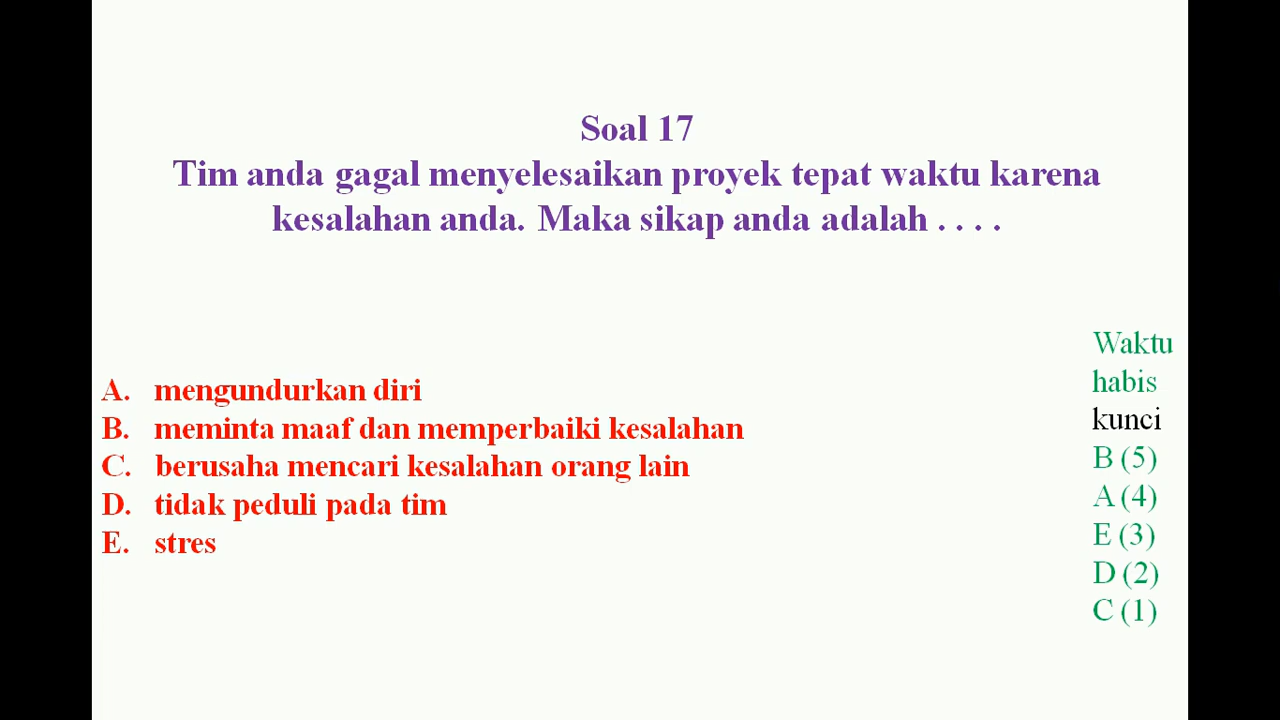 Soal 17
Tim anda gagal menyelesaikan proyek tepat waktu karena
kesalahan anda. Maka sikap anda adalah . . . .
A. mengundurkan diri
B. meminta maaf dan memperbaiki kesalahan
C. berusaha mencari kesalahan orang lain
D. tidak peduli pada tim
E. stres
Waktu
habis
kunci
B (5)
A (4)
E (3)
D (2)
C (1)